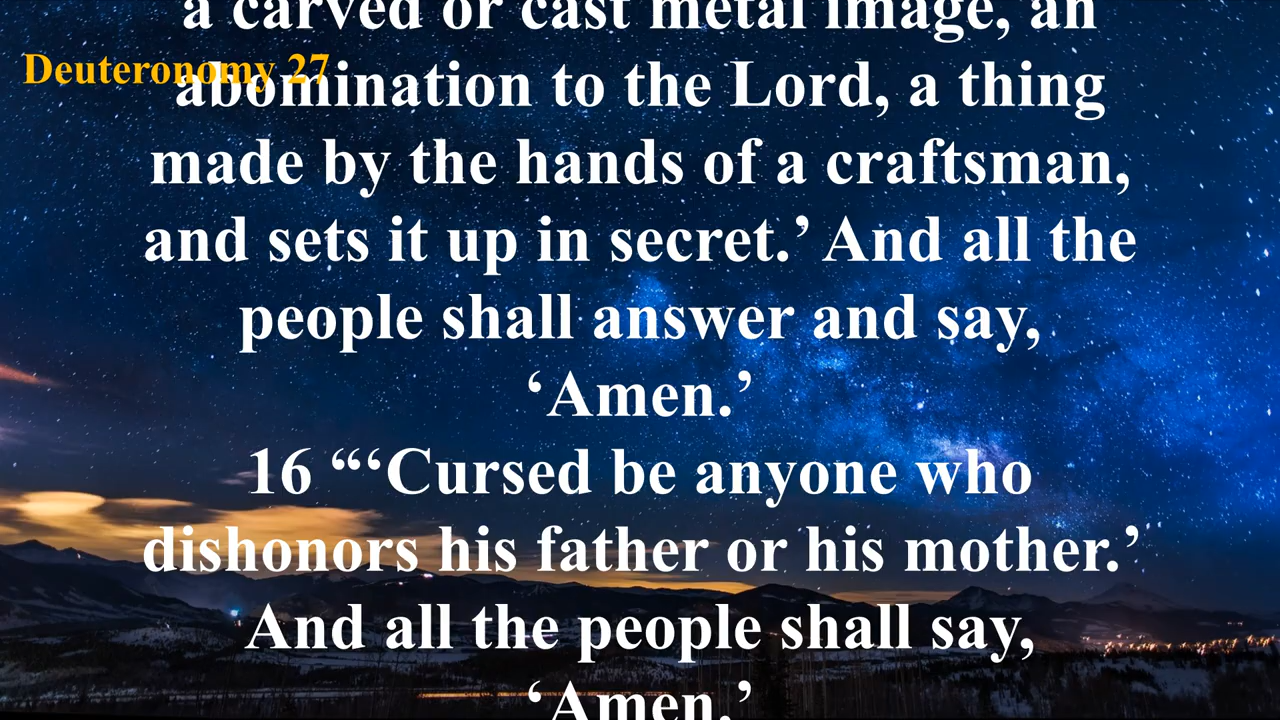 a carved or cast metal image, an
Deuteronomy 27
abomination to the Lord, a thing
made by the hands of a craftsman,
and sets it up in secret.’ And all the
people shall answer and say,
‘Amen.’
16 “‘Cursed be anyone who
dishonors his father or his mother.’
And all the people shall say,
‘Amen.’